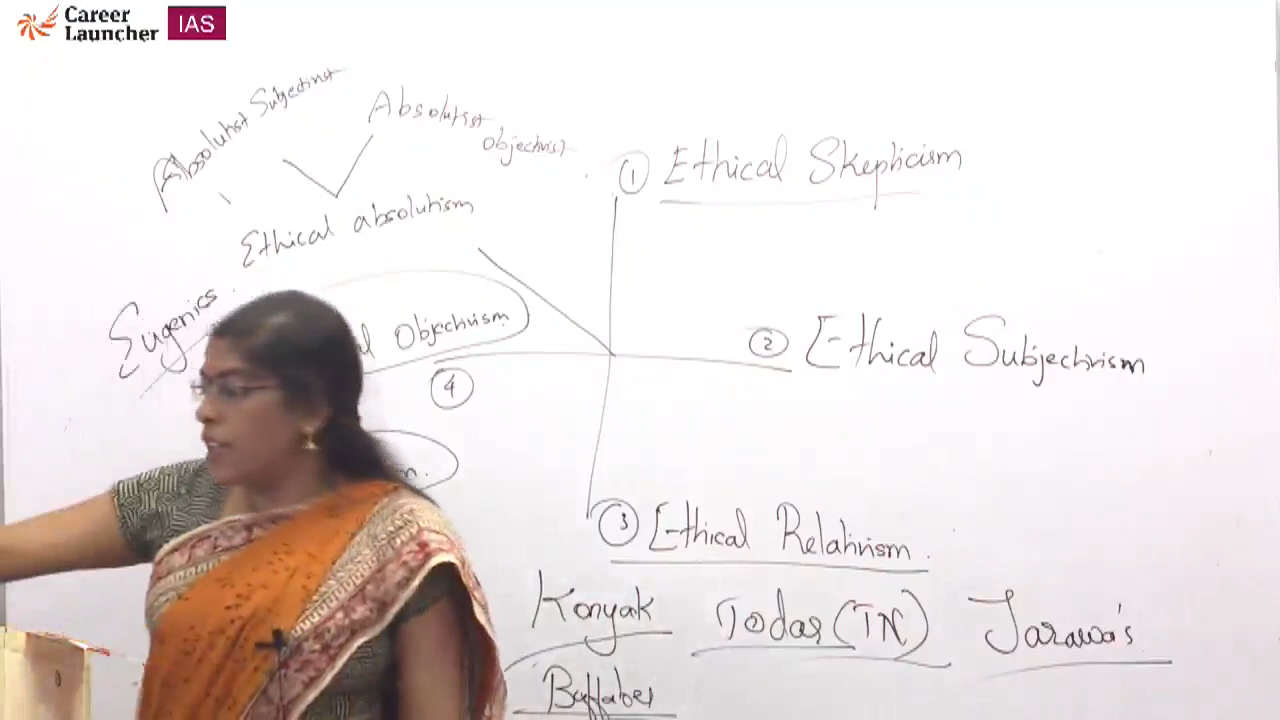 Career
Launcher
IAS
Absolutist Subjectivist
Absolutist
Objectivist
Ethical absolutism
Eugenics.
Objectivism
4
1 Ethical Skepticism
2 Ethical Subjectivism
3 Ethical Relativism.
Konyak Todas (TN) Jarawa's
Buffaloes